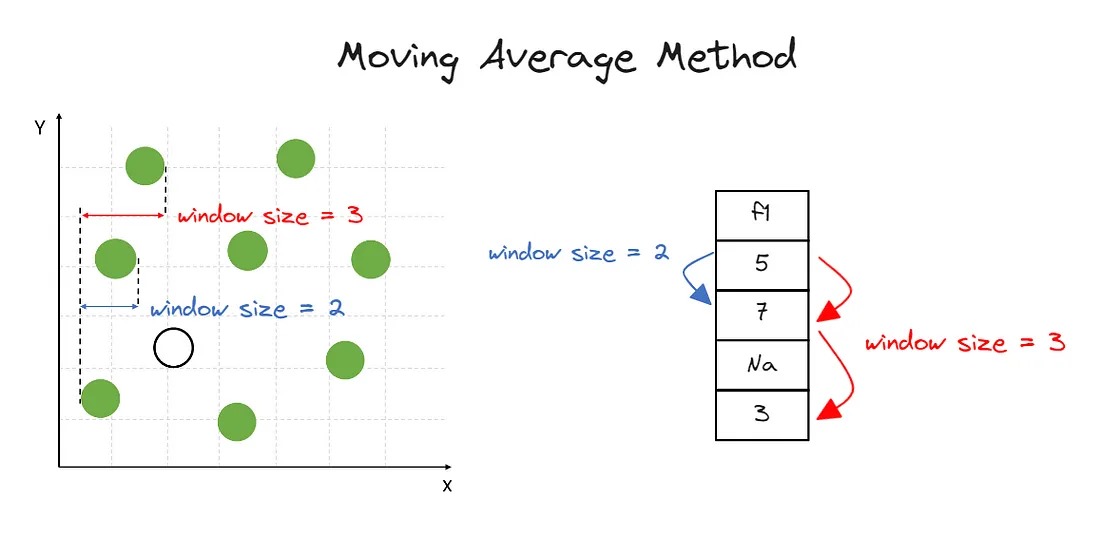 Moving Average Method
Y
window size = 3
window size = 2
X
window size = 2
f1
5
7
Na
3
window size = 3